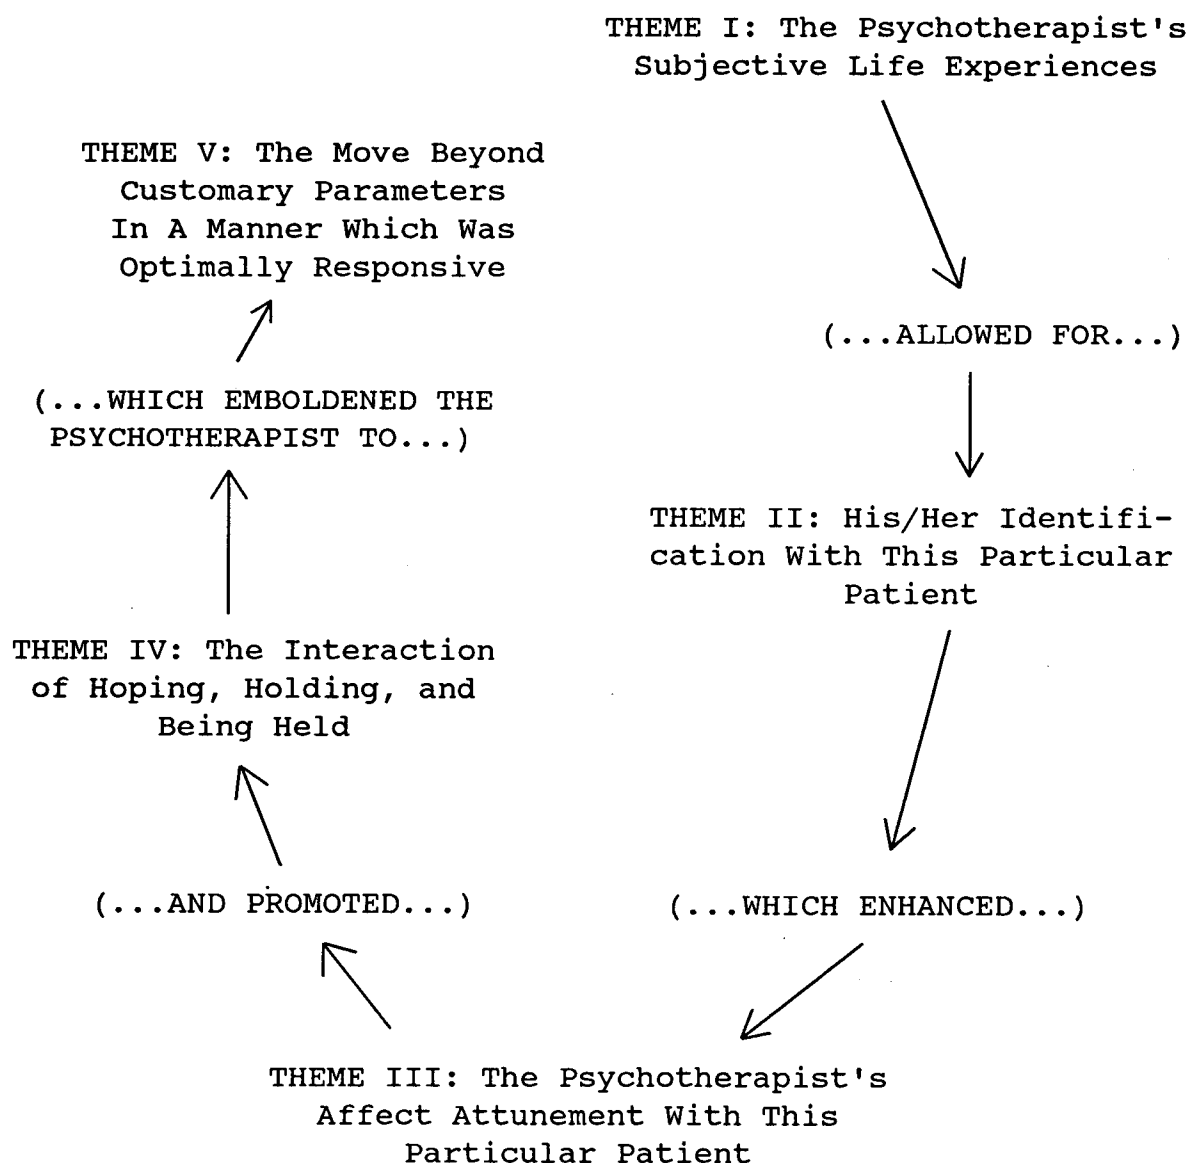 THEME I: The Psychotherapist's
Subjective Life Experiences
(...ALLOWED FOR...)
THEME II: His/Her Identifi-
cation With This Particular
Patient
(...WHICH ENHANCED...)
THEME III: The Psychotherapist's
Affect Attunement With This
Particular Patient
(...AND PROMOTED...)
THEME IV: The Interaction
of Hoping, Holding, and
Being Held
(...WHICH EMBOLDENED THE
PSYCHOTHERAPIST TO...)
THEME V: The Move Beyond
Customary Parameters
In A Manner Which Was
Optimally Responsive